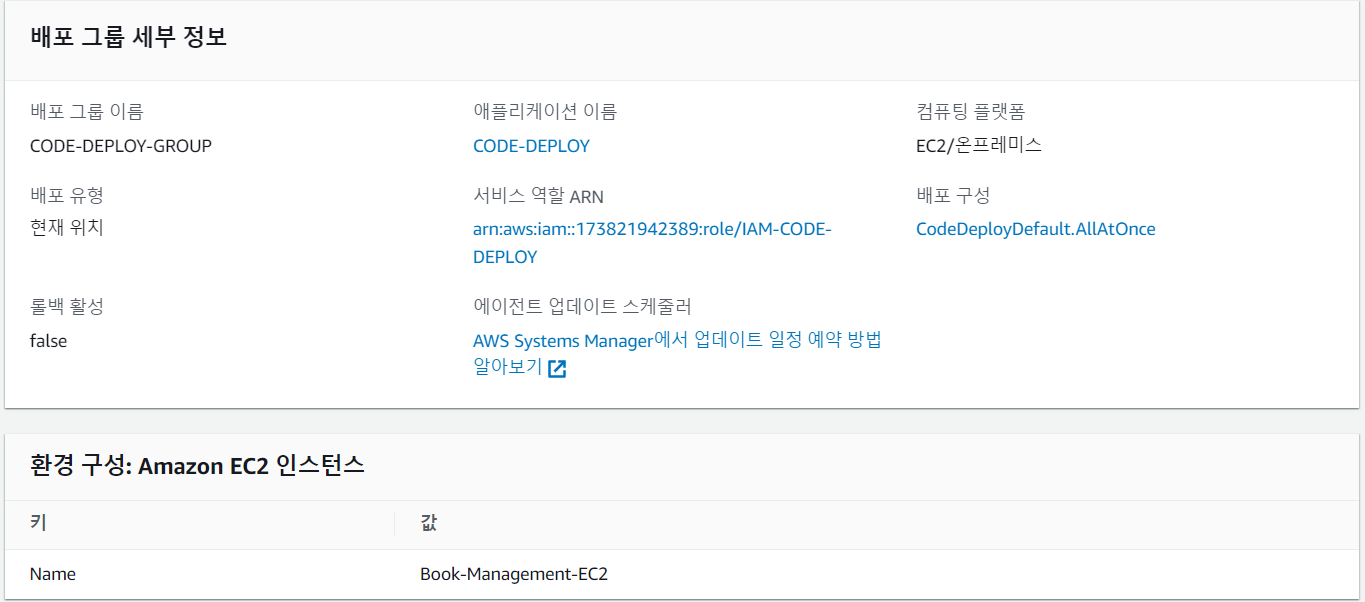 배포 그룹 세부 정보
배포 그룹 이름
CODE-DEPLOY-GROUP
애플리케이션 이름
CODE-DEPLOY
컴퓨팅 플랫폼
EC2/온프레미스
배포 유형
현재 위치
서비스 역할 ARN
arn:aws:iam::173821942389:role/IAM-CODE-
DEPLOY
배포 구성
CodeDeployDefault.AllAtOnce
롤백 활성
false
에이전트 업데이트 스케줄러
AWS Systems Manager에서 업데이트 일정 예약 방법
알아보기
환경 구성: Amazon EC2 인스턴스
키 값
Name Book-Management-EC2